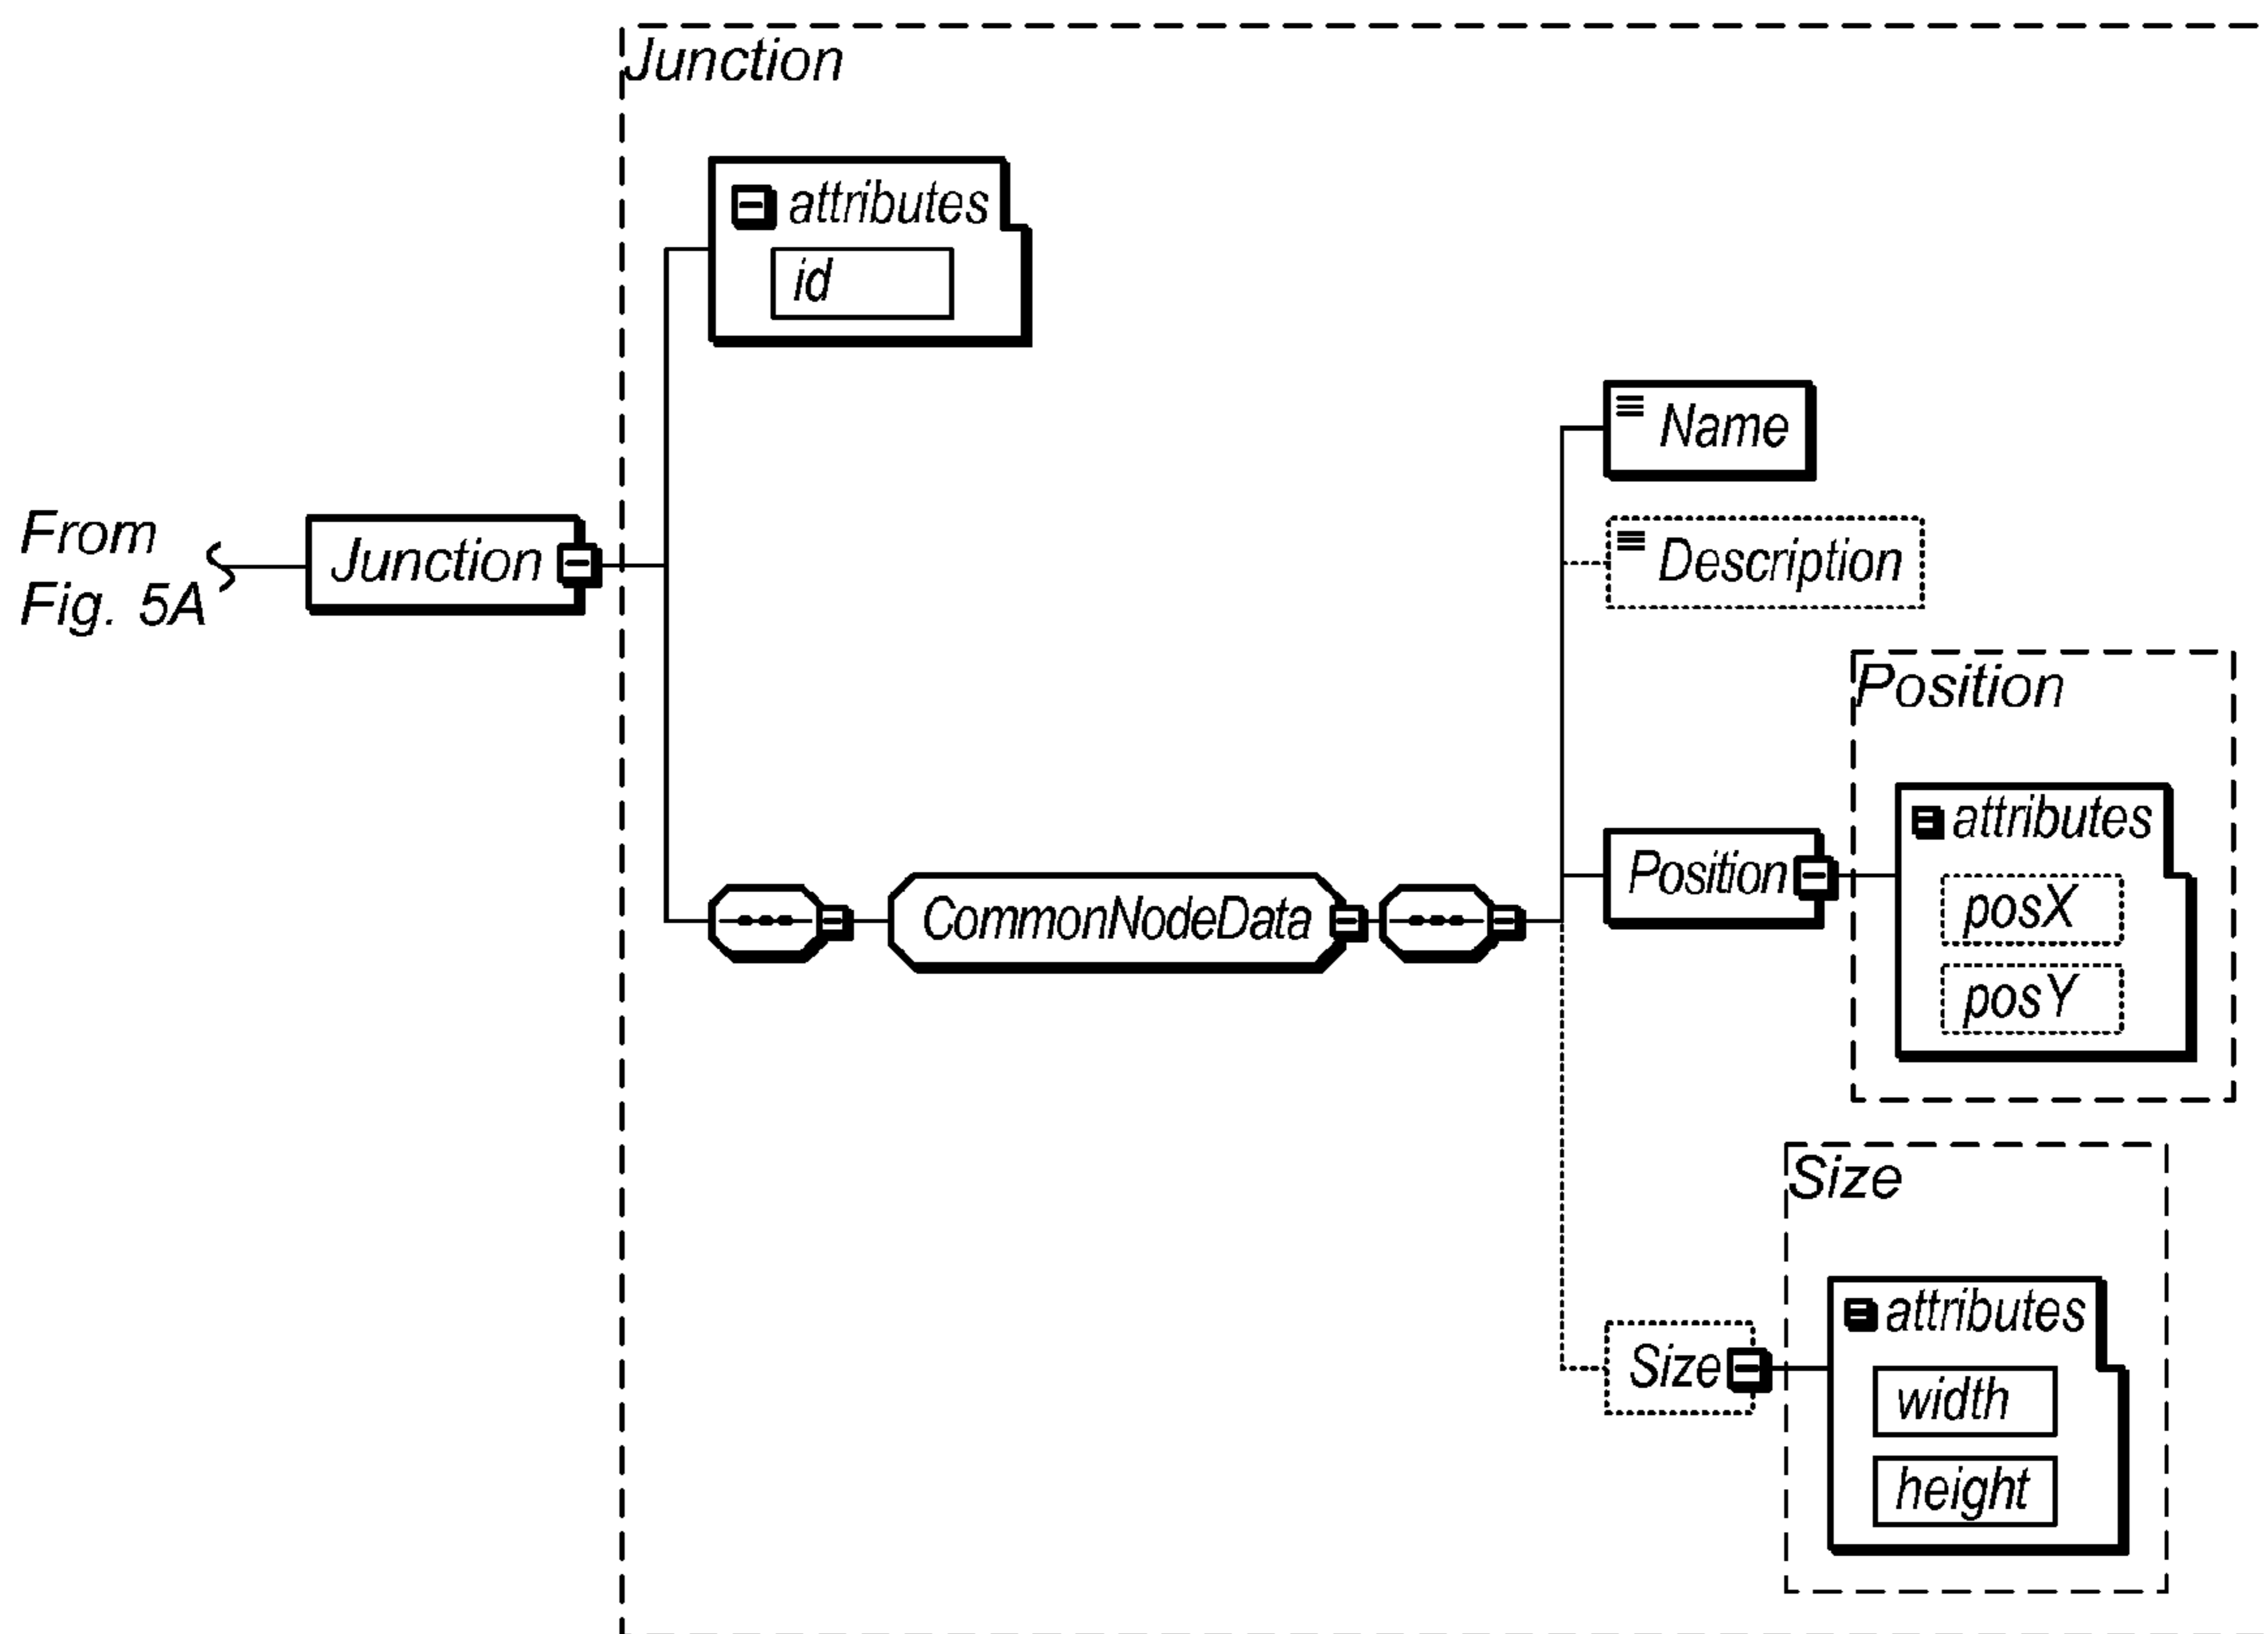 Junction
attributes
id
Name
From
Fig. 5A
Junction
Description
Position
attributes
Position
posX
CommonNodeData
posY
Size
attributes
Size
width
height